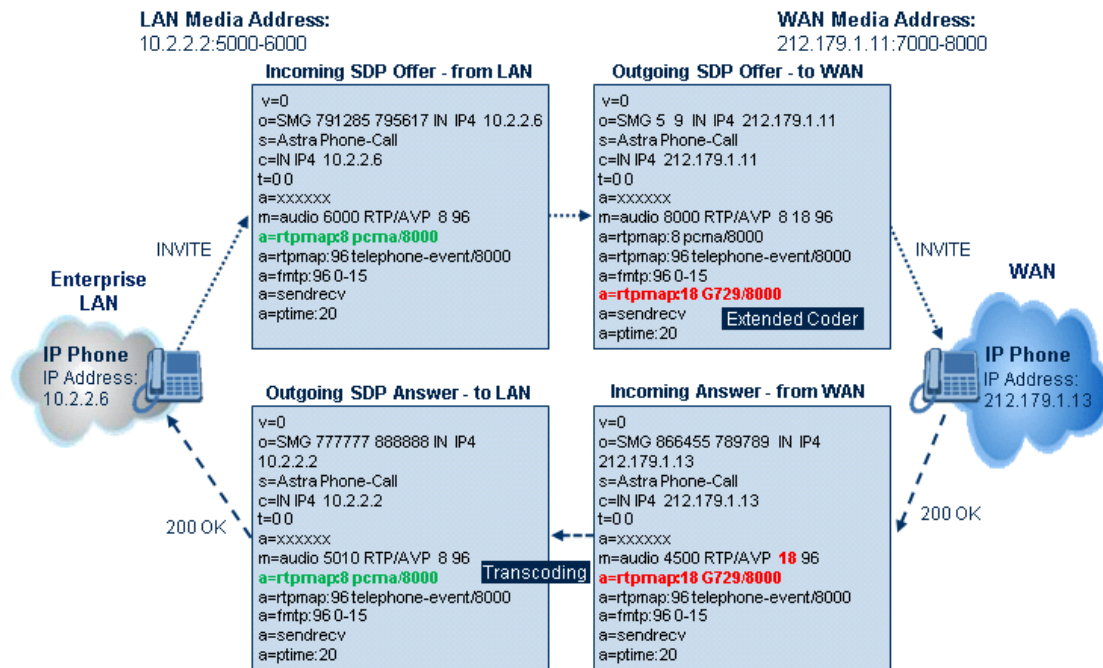 LAN Media Address:
10.2.2.2:5000-6000
WAN Media Address:
212.179.1.11:7000-8000
Incoming SDP Offer - from LAN
v=0
o=SMG 791285 795617 IN IP4 10.2.2.6
s=Astra Phone-Call
c=IN IP4 10.2.2.6
t=0 0
a=xxxxxx
m=audio 6000 RTP/AVP 8 96
a=rtpmap:8 pcma/8000
a=rtpmap:96 telephone-event/8000
a=fmtp:96 0-15
a=sendrecv
a=ptime:20
Outgoing SDP Offer - to WAN
v=0
o=SMG 5 9 IN IP4 212.179.1.11
s=Astra Phone-Call
c=IN IP4 212.179.1.11
t=0 0
a=xxxxxx
m=audio 8000 RTP/AVP 8 18 96
a=rtpmap:8 pcma/8000
a=rtpmap:96 telephone-event/8000
a=fmtp:96 0-15
a=sendrecv
a=rtpmap:18 G729/8000
a=sendrecv
a=ptime:20
Extended Coder
INVITE
INVITE
Enterprise
LAN
IP Phone
IP Address:
10.2.2.6
WAN
IP Phone
IP Address:
212.179.1.13
Outgoing SDP Answer - to LAN
v=0
o=SMG 777777 888888 IN IP4
10.2.2.2
s=Astra Phone-Call
c=IN IP4 10.2.2.2
t=0 0
a=xxxxxx
m=audio 5010 RTP/AVP 8 96
a=rtpmap:8 pcma/8000
a=rtpmap:96 telephone-event/8000
a=fmtp:96 0-15
a=sendrecv
a=ptime:20
Transcoding
Incoming Answer - from WAN
v=0
o=SMG 866455 789789 IN IP4
212.179.1.13
s=Astra Phone-Call
c=IN IP4 212.179.1.13
t=0 0
a=xxxxxx
m=audio 4500 RTP/AVP 18 96
a=rtpmap:18 G729/8000
a=rtpmap:96 telephone-event/8000
a=fmtp:96 0-15
a=sendrecv
a=ptime:20
200 OK
200 OK